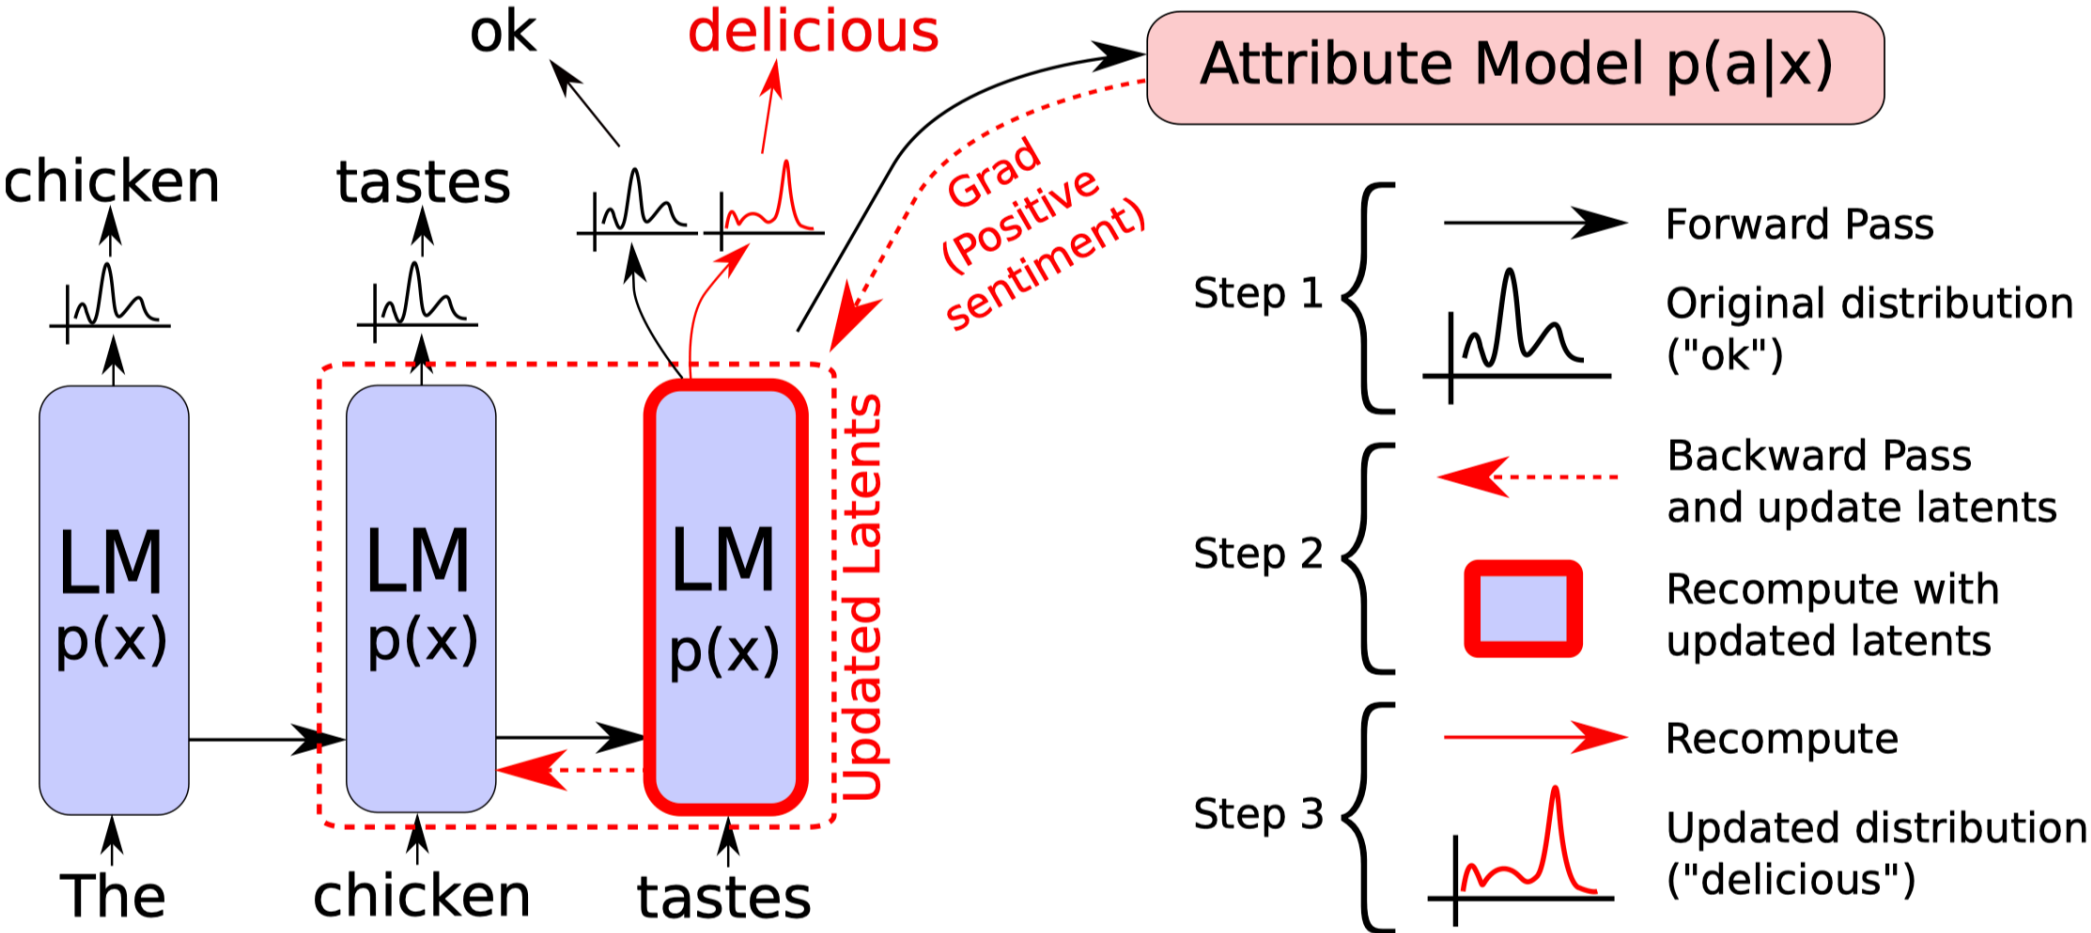 ok
delicious
Attribute Model p(a|x)
chicken
tastes
Grad
(Positive
sentiment)
LM
p(x)
LM
p(x)
LM
p(x)
Updated Latents
The
chicken
tastes
Step 1
Forward Pass
Original distribution
("ok")
Step 2
Backward Pass
and update latents
Recompute with
updated latents
Step 3
Recompute
Updated distribution
("delicious")